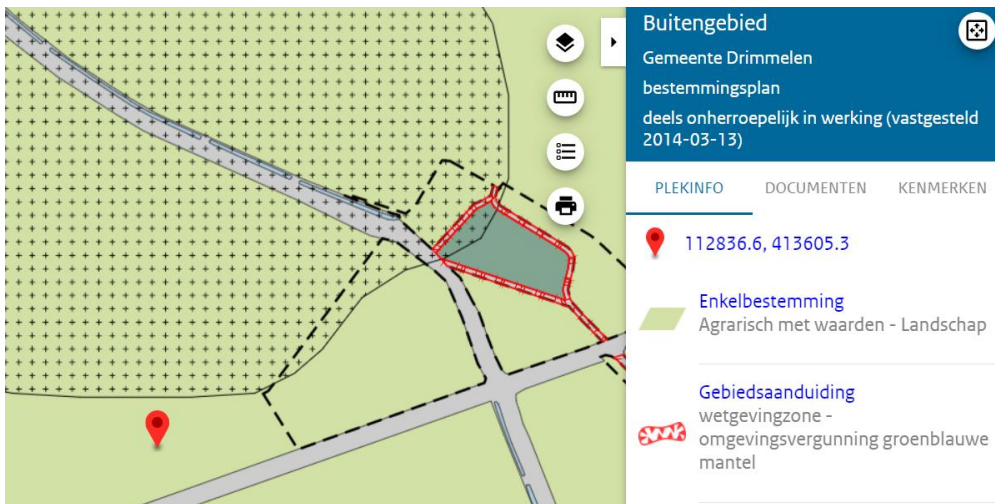 Buitengebied
Gemeente Drimmelen
bestemmingsplan
deels onherroepelijk in werking (vastgesteld
2014-03-13)
PLEKINFO DOCUMENTEN KENMERKEN
112836.6, 413605.3
Enkelbestemming
Agrarisch met waarden - Landschap
Gebiedsaanduiding
wetgevingzone -
omgevingsvergunning groenblauwe
mantel